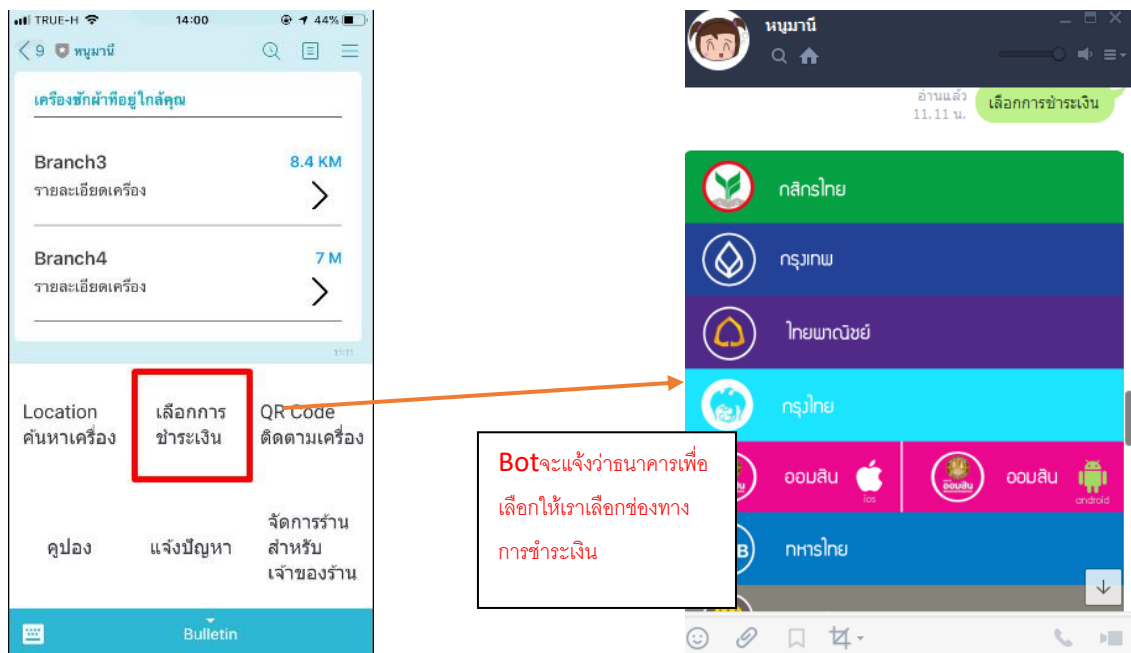 TRUE-H 14:00 44%
9 หนูมานี
เครื่องซักผ้าที่อยู่ใกล้คุณ
Branch3 8.4 KM
รายละเอียดเครื่อง
Branch4 7 M
รายละเอียดเครื่อง
11:11
Location
ค้นหาเครื่อง
เลือกการ
ชำระเงิน
QR Code
ติดตามเครื่อง
คูปอง
แจ้งปัญหา
จัดการร้าน
สำหรับ
เจ้าของร้าน
Bulletin
Botจะแจ้งว่าธนาคารเพื่อ
เลือกให้เราเลือกช่องทาง
การชำระเงิน
หนูมานี
อ่านแล้ว
11.11 น.
เลือกการชำระเงิน
กสิกรไทย
กรุงเทพ
ไทยพาณิชย์
กรุงไทย
ออมสิน ios
ออมสิน
ออมสิน android
B
ทหารไทย